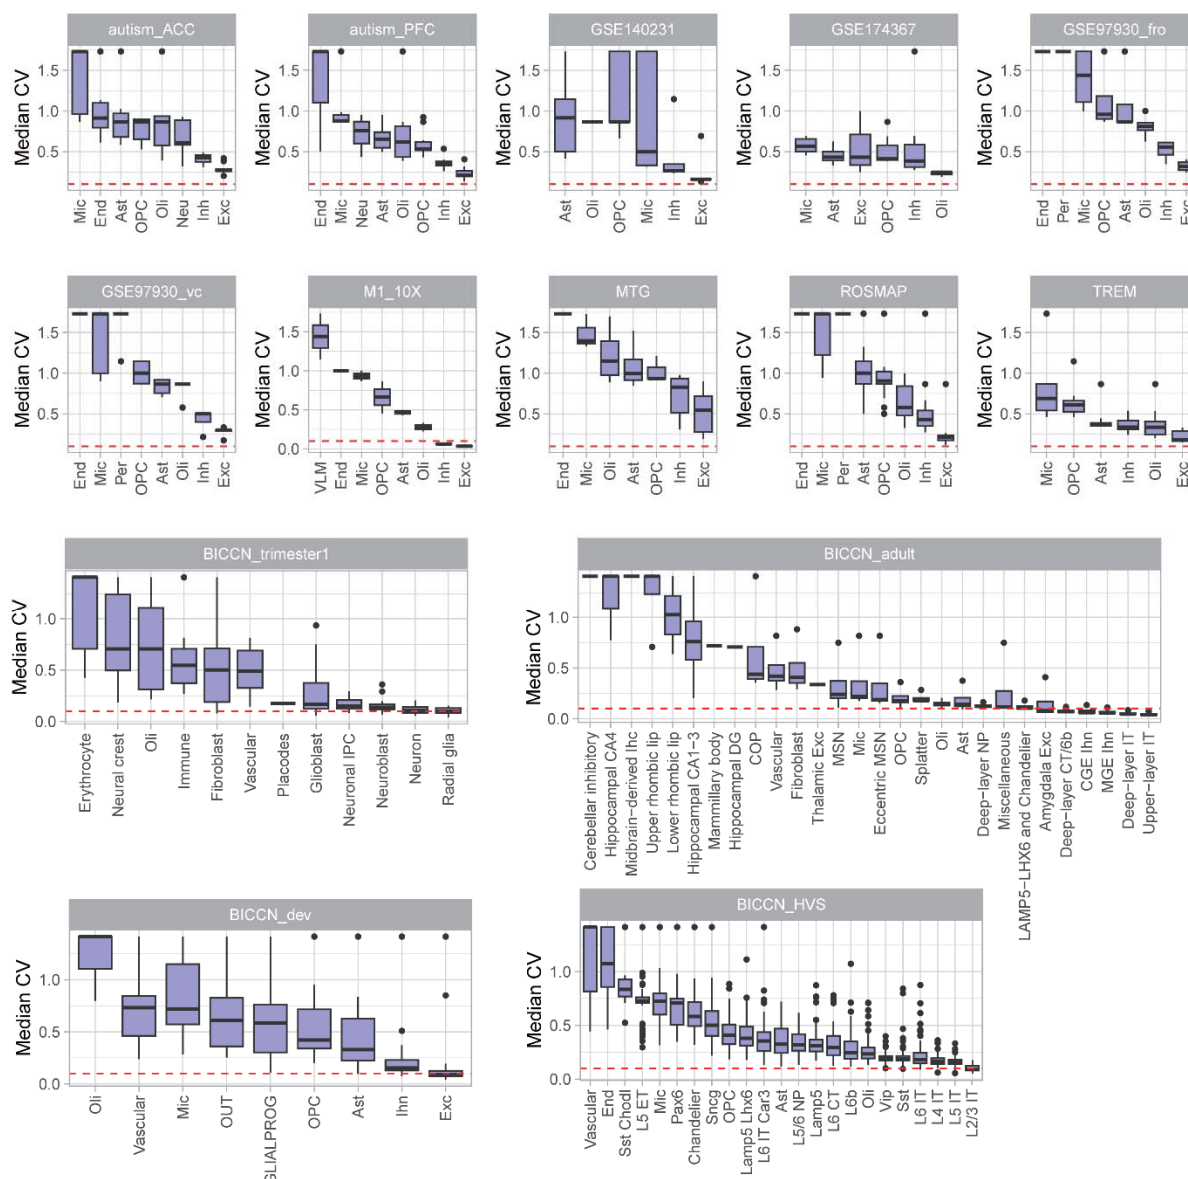 autism_ACC
Median CV
1.5
1.0
0.5
Mic
End
Ast
OPC
Oli
Neu
Inh
Exc
autism_PFC
Median CV
1.5
1.0
0.5
End
Mic
Neu
Ast
Oli
OPC
Inh
Exc
GSE140231
Median CV
1.5
1.0
0.5
Ast
Oli
OPC
Mic
Inh
Exc
GSE174367
Median CV
1.5
1.0
0.5
Mic
Ast
Exc
OPC
Inh
Oli
GSE97930_fro
Median CV
1.5
1.0
0.5
End
Per
Mic
OPC
Ast
Oli
Inh
Exc
GSE97930_vc
Median CV
1.5
1.0
0.5
End
Mic
Per
OPC
Ast
Oli
Inh
Exc
M1_10X
Median CV
1.5
1.0
0.5
0.0
VLM
End
Mic
OPC
Ast
Oli
Inh
Exc
MTG
Median CV
1.5
1.0
0.5
End
Mic
Oli
Ast
OPC
Inh
Exc
ROSMAP
Median CV
1.5
1.0
0.5
End
Mic
Per
Ast
OPC
Oli
Inh
Exc
TREM
Median CV
1.5
1.0
0.5
Mic
OPC
Ast
Inh
Oli
Exc
BICCN_trimester1
Median CV
1.0
0.5
0.0
Erythrocyte
Neural crest
Oli
Immune
Fibroblast
Vascular
Placodes
Glioblast
Neuronal IPC
Neuroblast
Neuron
Radial glia
BICCN_adult
Median CV
1.0
0.5
0.0
Cerebellar inhibitory
Hippocampal CA4
Midbrain-derived Ihc
Upper rhombic lip
Lower rhombic lip
Hippocampal CA1-3
Mammillary body
Hippocampal DG
COP
Vascular
Fibroblast
Thalamic Exc
MSN
Mic
Eccentric MSN
OPC
Splatter
Oli
Ast
Deep-layer NP
Miscellaneous
LAMP5-LHX6 and Chandelier
Amygdala Exc
Deep-layer CT/6b
CGE Ihn
MGE Ihn
Deep-layer IT
Upper-layer IT
BICCN_dev
Median CV
1.0
0.5
0.0
Oli
Vascular
Mic
OUT
GLIALPROG
OPC
Ast
Ihn
Exc
BICCN_HVS
Median CV
1.0
0.5
0.0
Vascular
End
Sst Chodl
L5 ET
Mic
Pax6
Chandelier
Sncg
OPC
Lamp5 Lhx6
L6 IT Car3
Ast
L5/6 NP
Lamp5
L6 CT
L6b
Oli
Vip
Sst
L6 IT
L4 IT
L5 IT
L2/3 IT